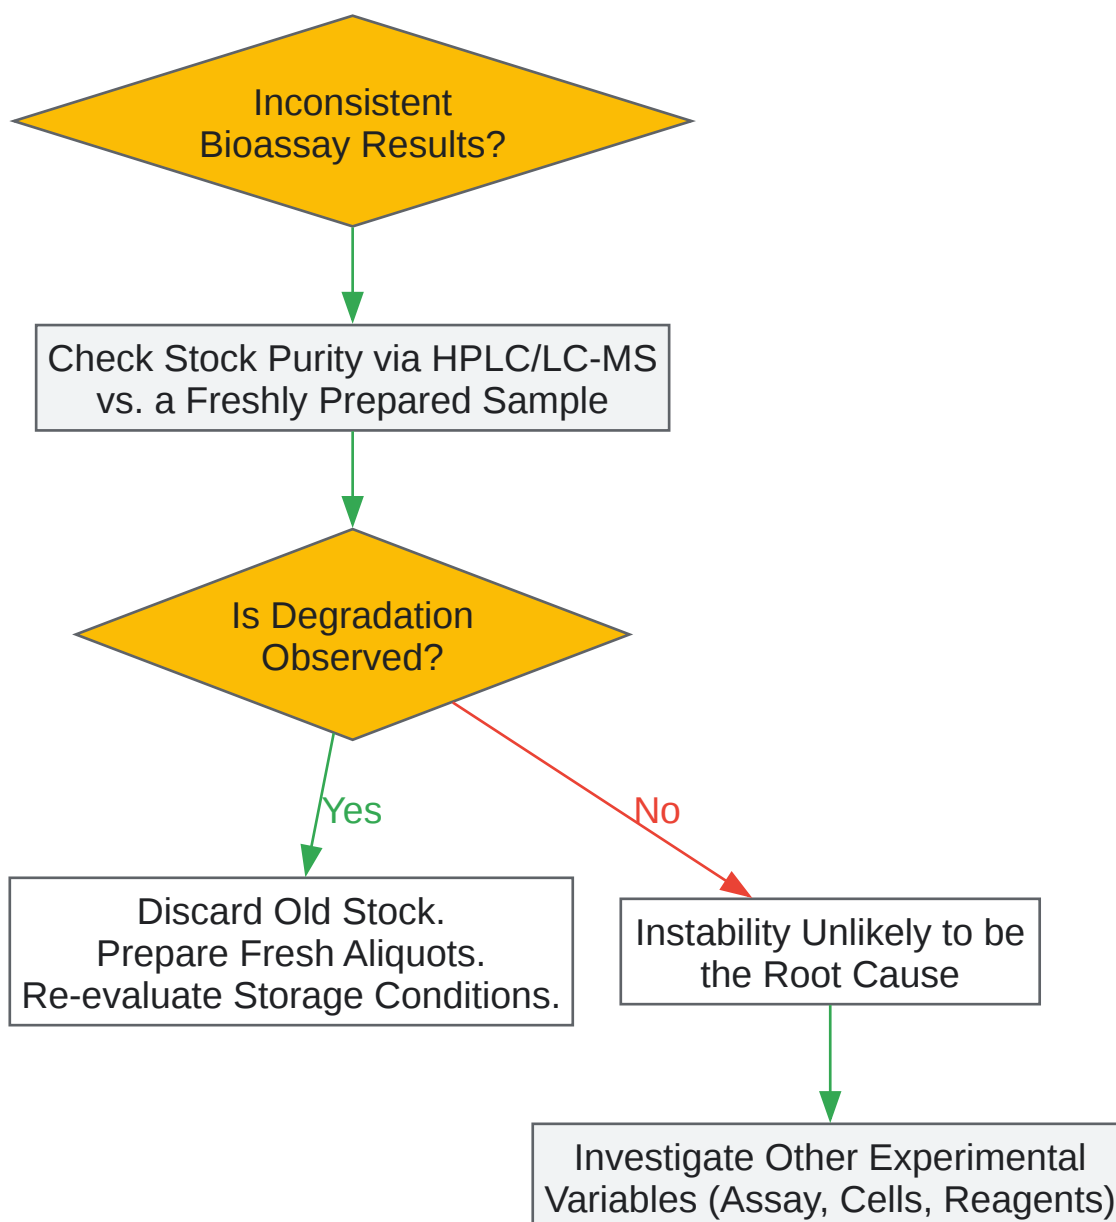 Inconsistent
Bioassay Results?
Check Stock Purity via HPLC/LC-MS
vs. a Freshly Prepared Sample
Is Degradation
Observed?
Yes
No
Discard Old Stock.
Prepare Fresh Aliquots.
Re-evaluate Storage Conditions.
Instability Unlikely to be
the Root Cause
Investigate Other Experimental
Variables (Assay, Cells, Reagents)